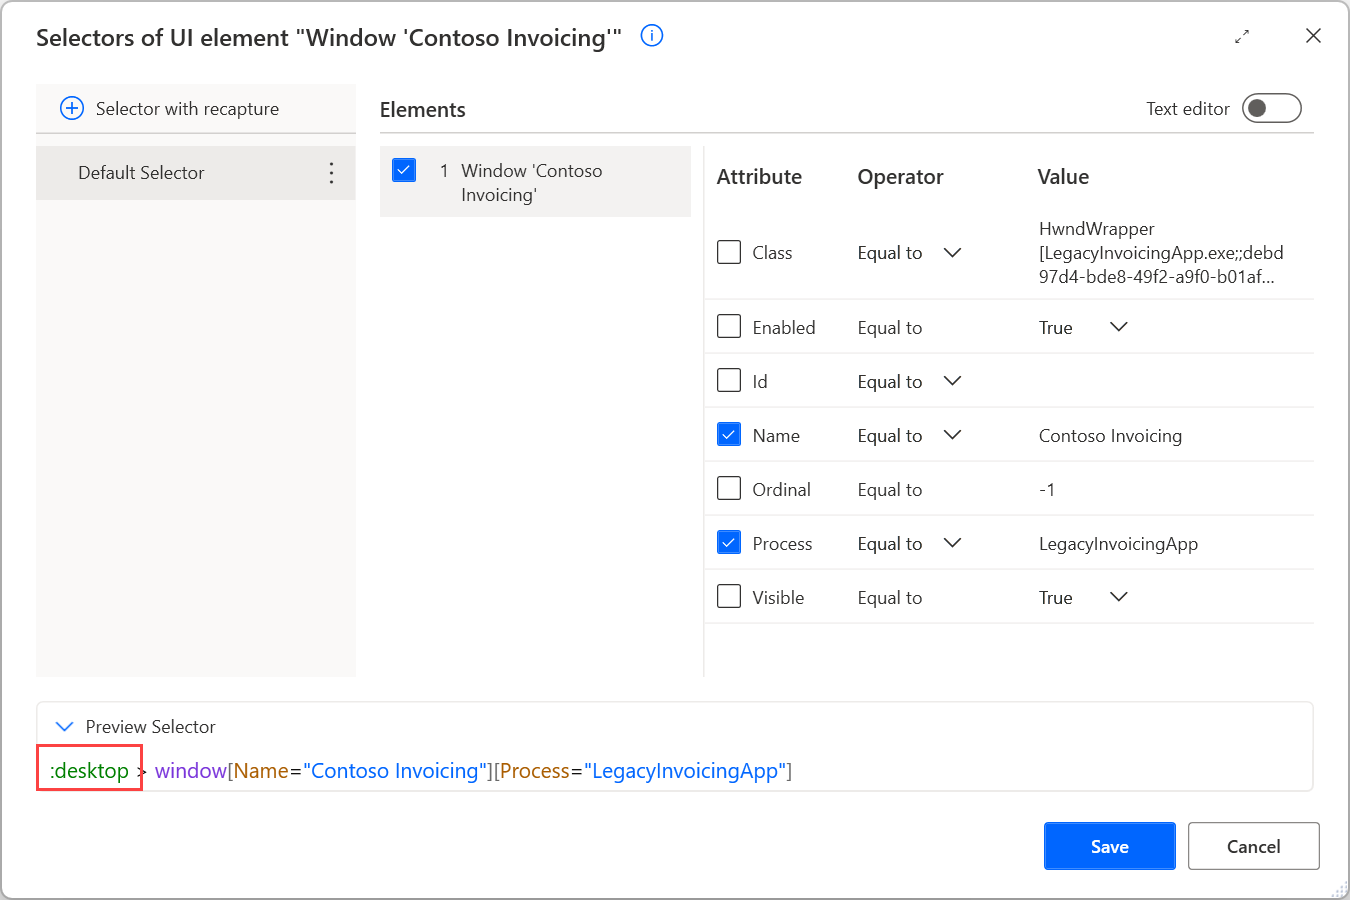 Selectors of UI element "Window 'Contoso Invoicing'"
Selector with recapture
Default Selector
Elements
Text editor
1 Window 'Contoso
Invoicing'
Attribute Operator Value
Class Equal to HwndWrapper
[LegacyInvoicingApp.exe;;debd
97d4-bde8-49f2-a9f0-b01af...
Enabled Equal to True
Id Equal to
Name Equal to Contoso Invoicing
Ordinal Equal to -1
Process Equal to LegacyInvoicingApp
Visible Equal to True
Preview Selector
:desktop > window[Name="Contoso Invoicing"][Process="LegacyInvoicingApp"]
Save Cancel